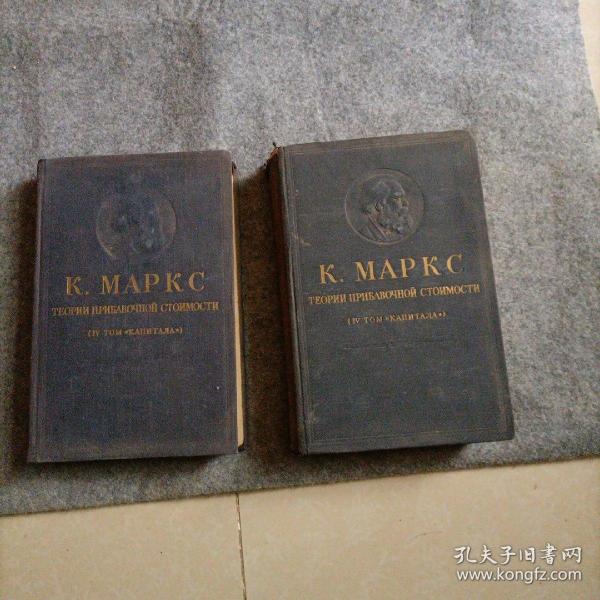 К. МАРКС
ТЕОРИИ ПРИБАВОЧНОЙ СТОИМОСТИ
(IV ТОМ «КАПИТАЛА»)
К. МАРКС
ТЕОРИИ ПРИБАВОЧНОЙ СТОИМОСТИ
(IV ТОМ «КАПИТАЛА»)
孔夫子旧书网
www.kongfz.com